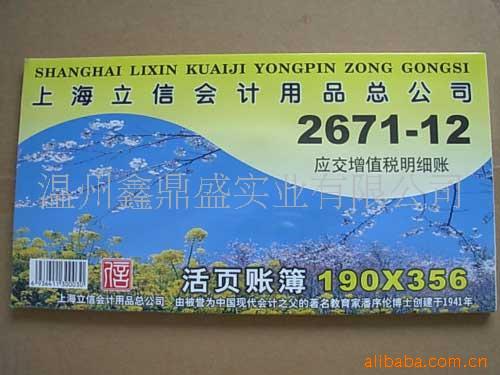 SHANGHAI LIXIN KUAIJI YONGPIN ZONG GONGSI
上海立信会计用品总公司
2671-12
应交增值税明细账
温州鑫鼎盛实业有限公司
信
活页账簿 190X356
上海立信会计用品总公司 由被誉为中国现代会计之父的著名教育家潘序伦博士创建于1941年
alibaba.com.cn